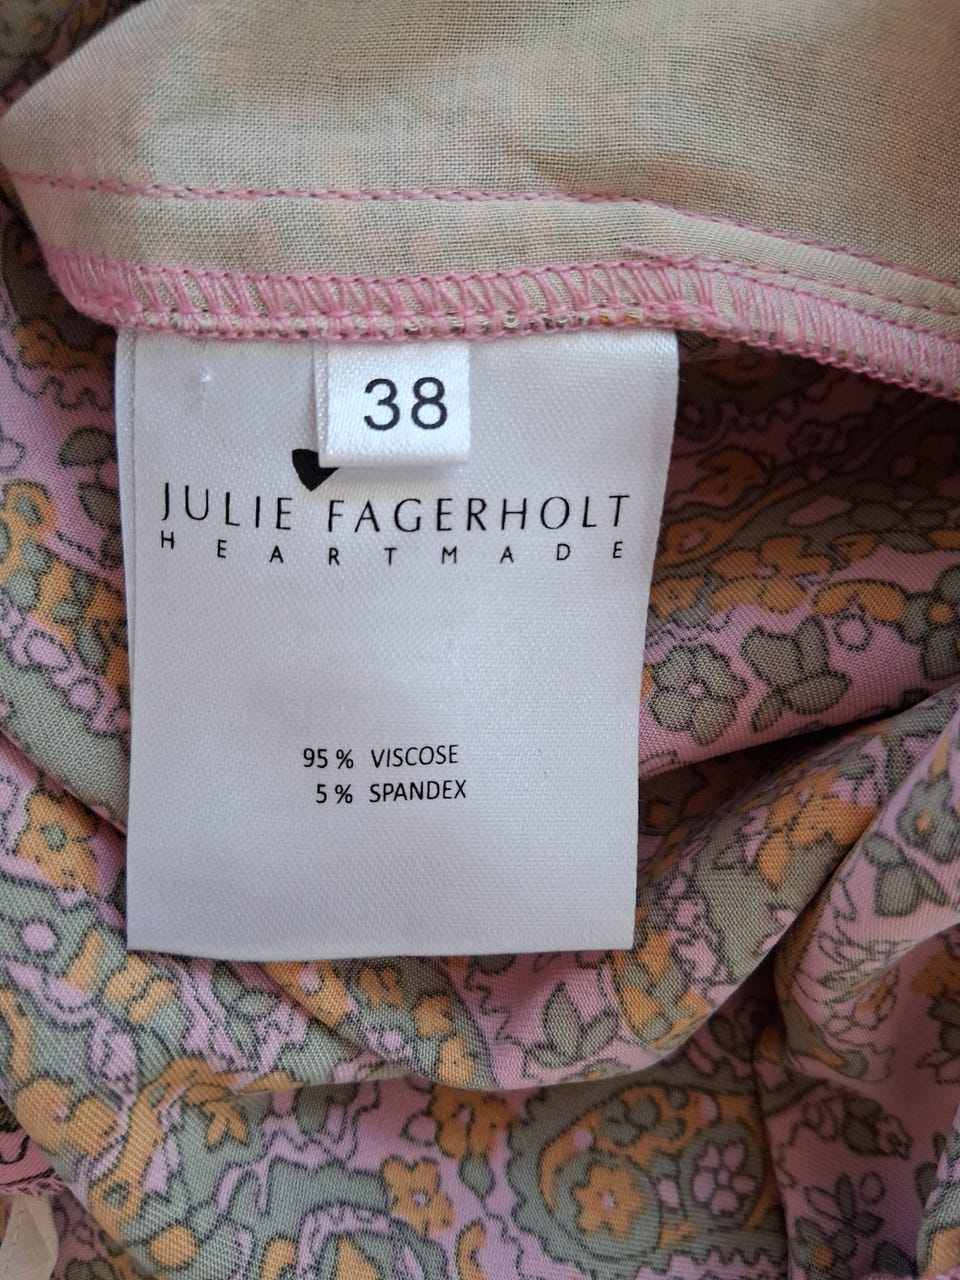 38
JULIE FAGERHOLT
HEARTMADE
95 % VISCOSE
5 % SPANDEX